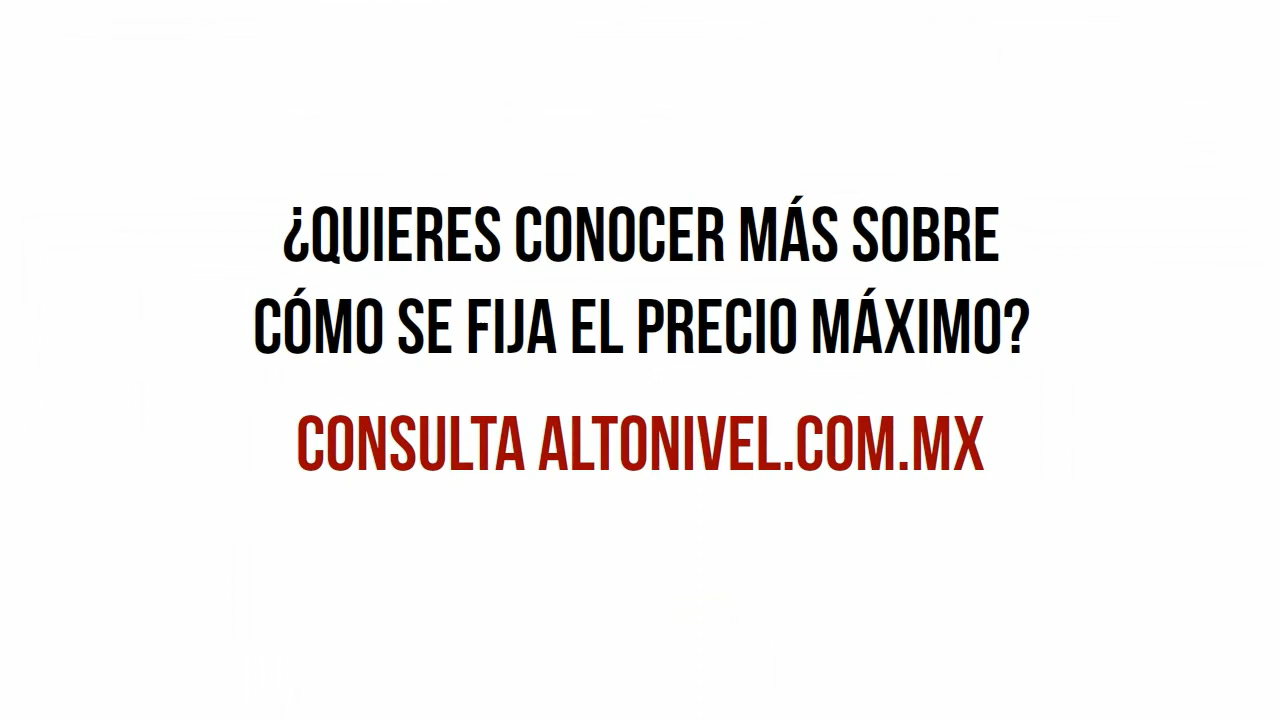 ¿QUIERES CONOCER MÁS SOBRE
CÓMO SE FIJA EL PRECIO MÁXIMO?
CONSULTA ALTONIVEL.COM.MX